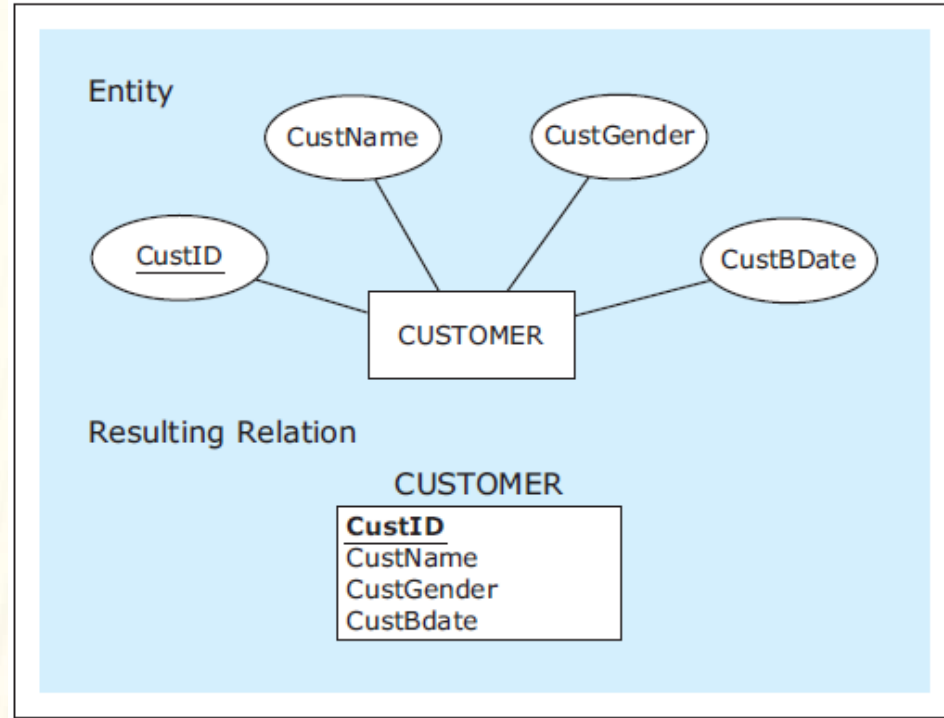 Entity
CustName
CustGender
CustID
CustBDate
CUSTOMER
Resulting Relation
CUSTOMER
CustID
CustName
CustGender
CustBdate